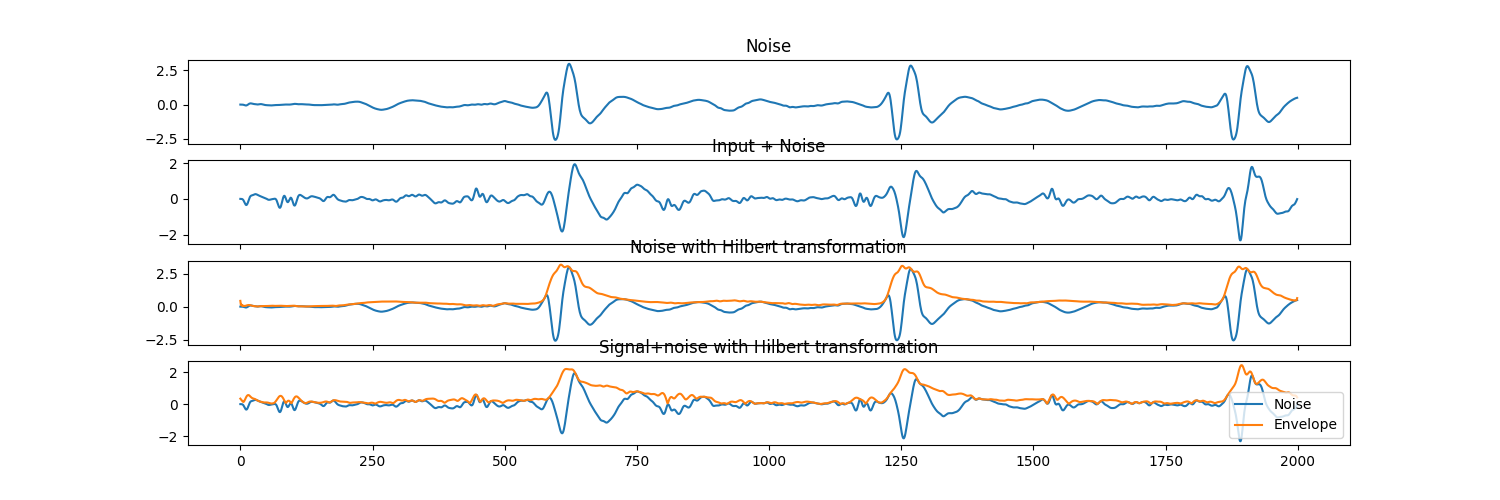 Noise
2.5
0.0
−2.5
Input + Noise
2
0
−2
Noise with Hilbert transformation
2.5
0.0
−2.5
Signal+noise with Hilbert transformation
2
0
−2
Noise
Envelope
0 250 500 750 1000 1250 1500 1750 2000